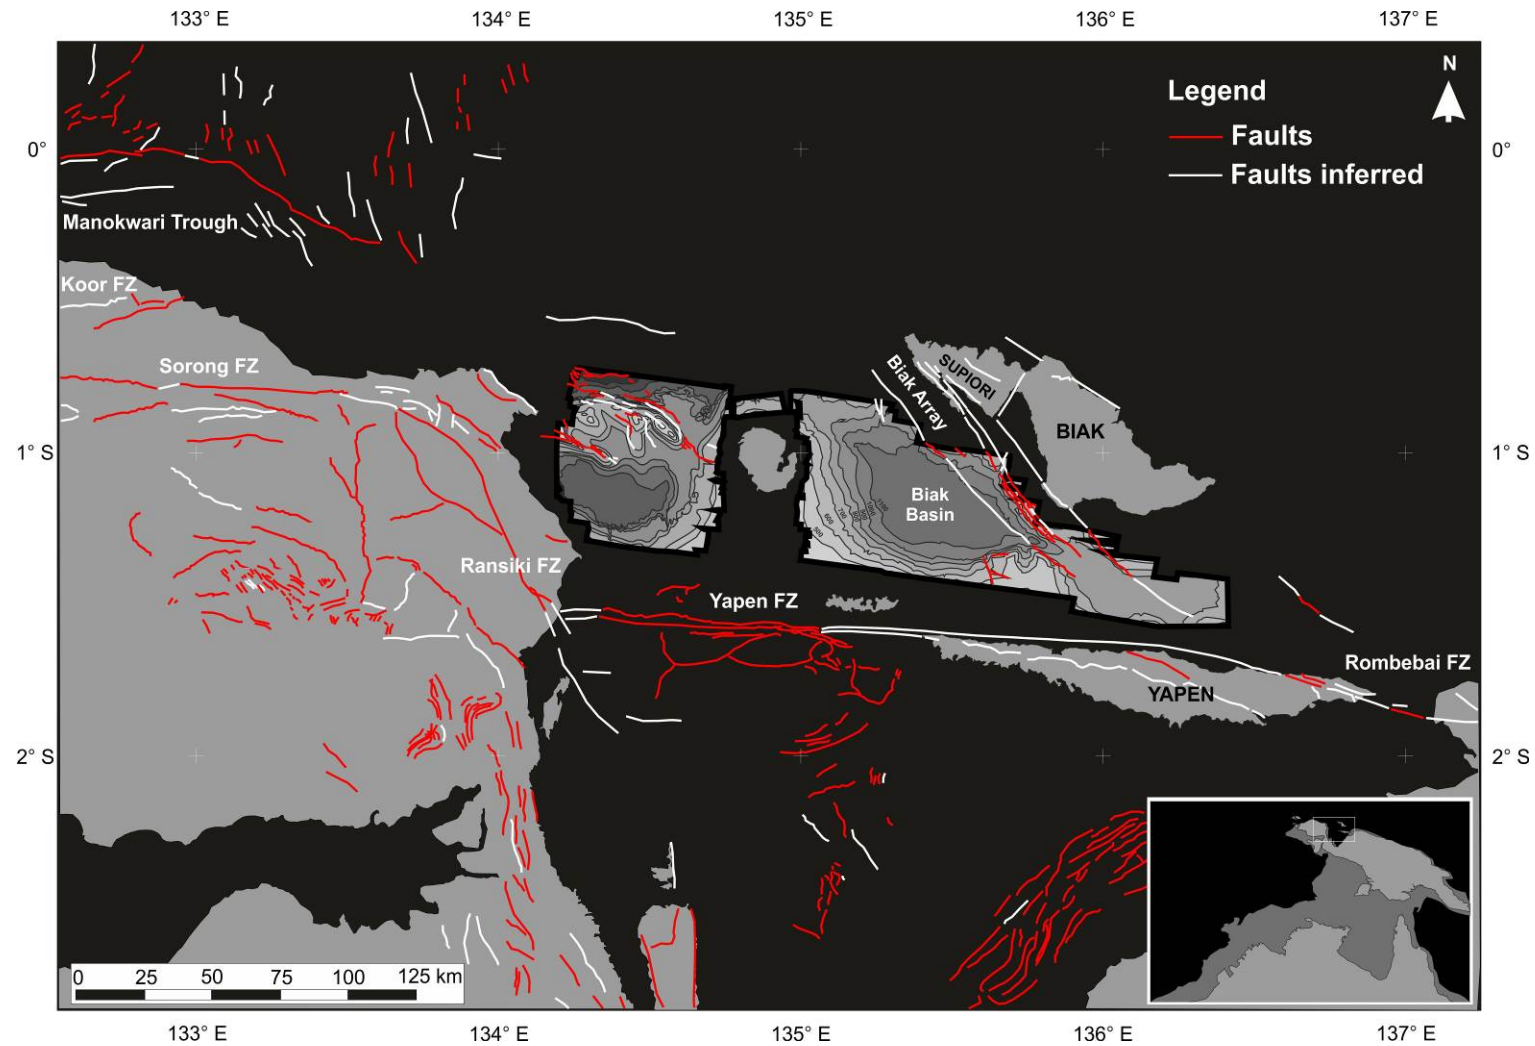 133° E 134° E 135° E 136° E 137° E
N
Legend
Faults
Faults inferred
0° 0°
Manokwari Trough
Koor FZ
Sorong FZ
Biak Array
SUPIORI
BIAK
1° S 1° S
Biak
Basin
Ransiki FZ
Yapen FZ
Rombebai FZ
YAPEN
2° S 2° S
0 25 50 75 100 125 km
133° E 134° E 135° E 136° E 137° E